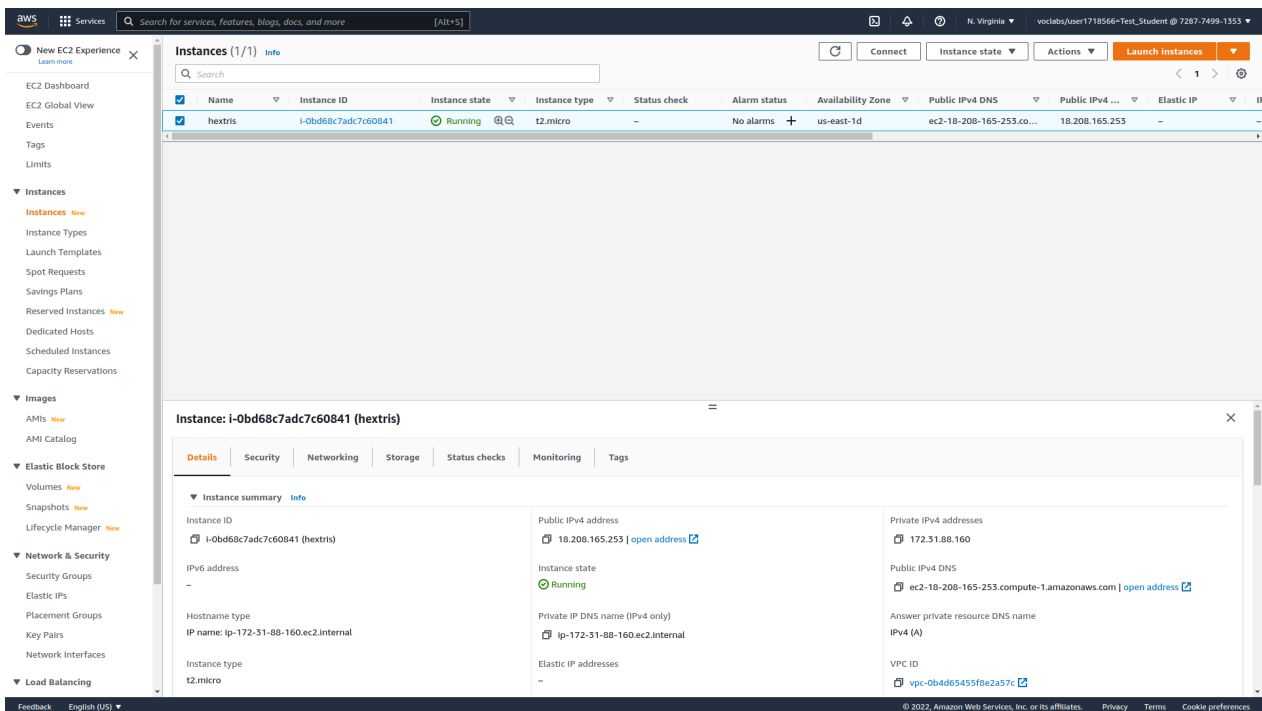 aws Services Search for services, features, blogs, docs, and more [Alt+S] N. Virginia ▼ voclabs/user1718566=Test_Student @ 7287-7499-1353 ▼
New EC2 Experience
Learn more
EC2 Dashboard
EC2 Global View
Events
Tags
Limits
▼ Instances
Instances New
Instance Types
Launch Templates
Spot Requests
Savings Plans
Reserved Instances New
Dedicated Hosts
Scheduled Instances
Capacity Reservations
▼ Images
AMIs New
AMI Catalog
▼ Elastic Block Store
Volumes New
Snapshots New
Lifecycle Manager New
▼ Network & Security
Security Groups
Elastic IPs
Placement Groups
Key Pairs
Network Interfaces
▼ Load Balancing
Instances (1/1) Info Connect Instance state ▼ Actions ▼ Launch instances ▼
Search
< 1 >
Name Instance ID Instance state Instance type Status check Alarm status Availability Zone Public IPv4 DNS Public IPv4 ... Elastic IP
hextris i-0bd68c7adc7c60841 Running t2.micro – No alarms + us-east-1d ec2-18-208-165-253.co... 18.208.165.253 – –
Instance: i-0bd68c7adc7c60841 (hextris)
Details Security Networking Storage Status checks Monitoring Tags
▼ Instance summary Info
Instance ID
i-0bd68c7adc7c60841 (hextris)
Public IPv4 address
18.208.165.253 | open address
Private IPv4 addresses
172.31.88.160
IPv6 address
–
Instance state
Running
Public IPv4 DNS
ec2-18-208-165-253.compute-1.amazonaws.com | open address
Hostname type
IP name: ip-172-31-88-160.ec2.internal
Private IP DNS name (IPv4 only)
ip-172-31-88-160.ec2.internal
Answer private resource DNS name
IPv4 (A)
Instance type
t2.micro
Elastic IP addresses
–
VPC ID
vpc-0b4d65455f8e2a57c
Feedback English (US) ▼ © 2022, Amazon Web Services, Inc. or its affiliates. Privacy Terms Cookie preferences